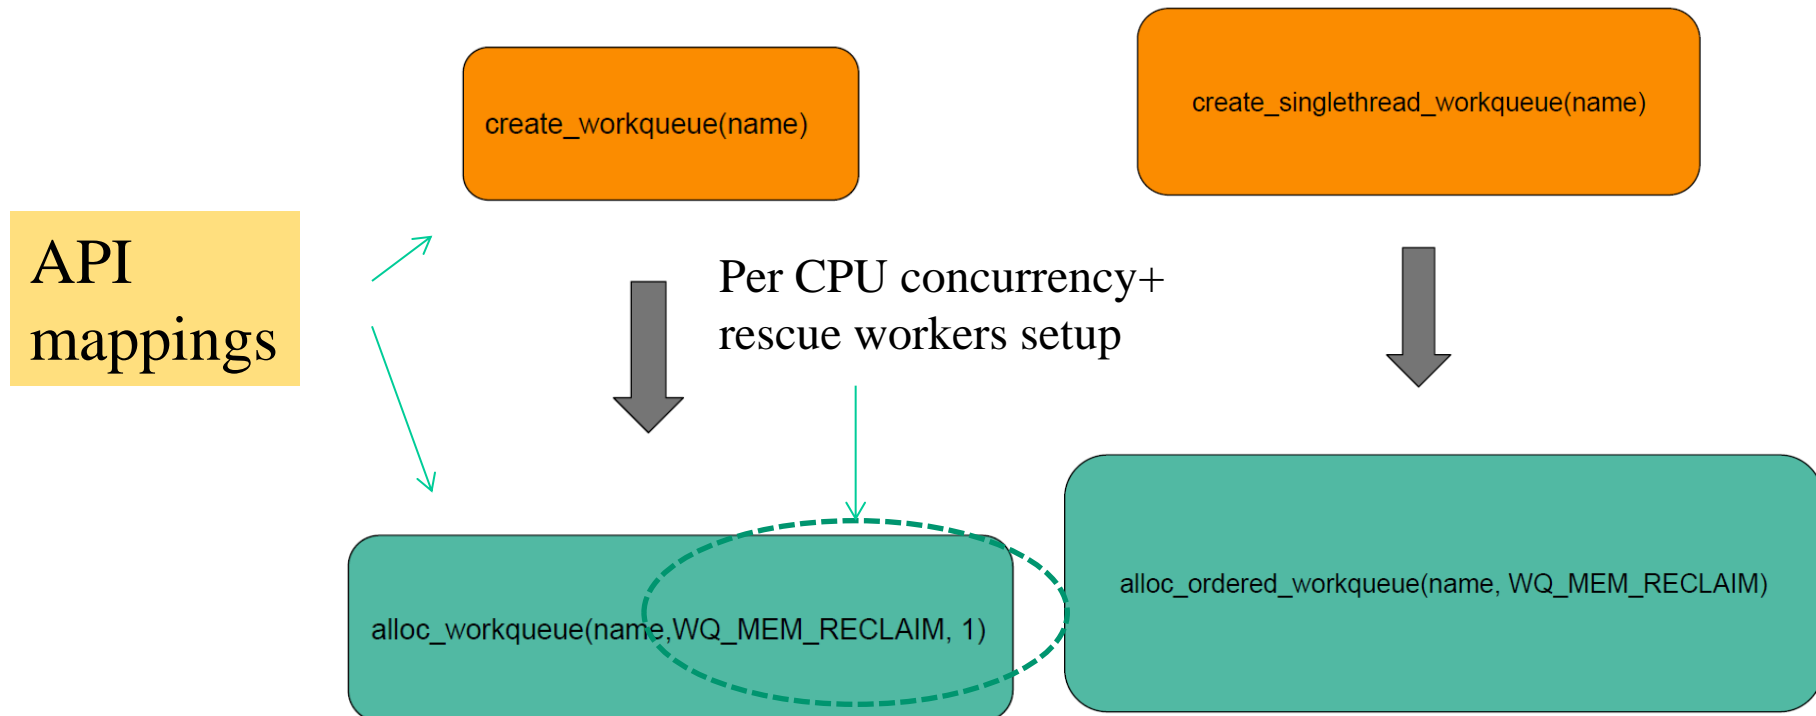 create_workqueue(name)
create_singlethread_workqueue(name)
API
mappings
Per CPU concurrency+
rescue workers setup
alloc_workqueue(name,WQ_MEM_RECLAIM, 1)
alloc_ordered_workqueue(name, WQ_MEM_RECLAIM)